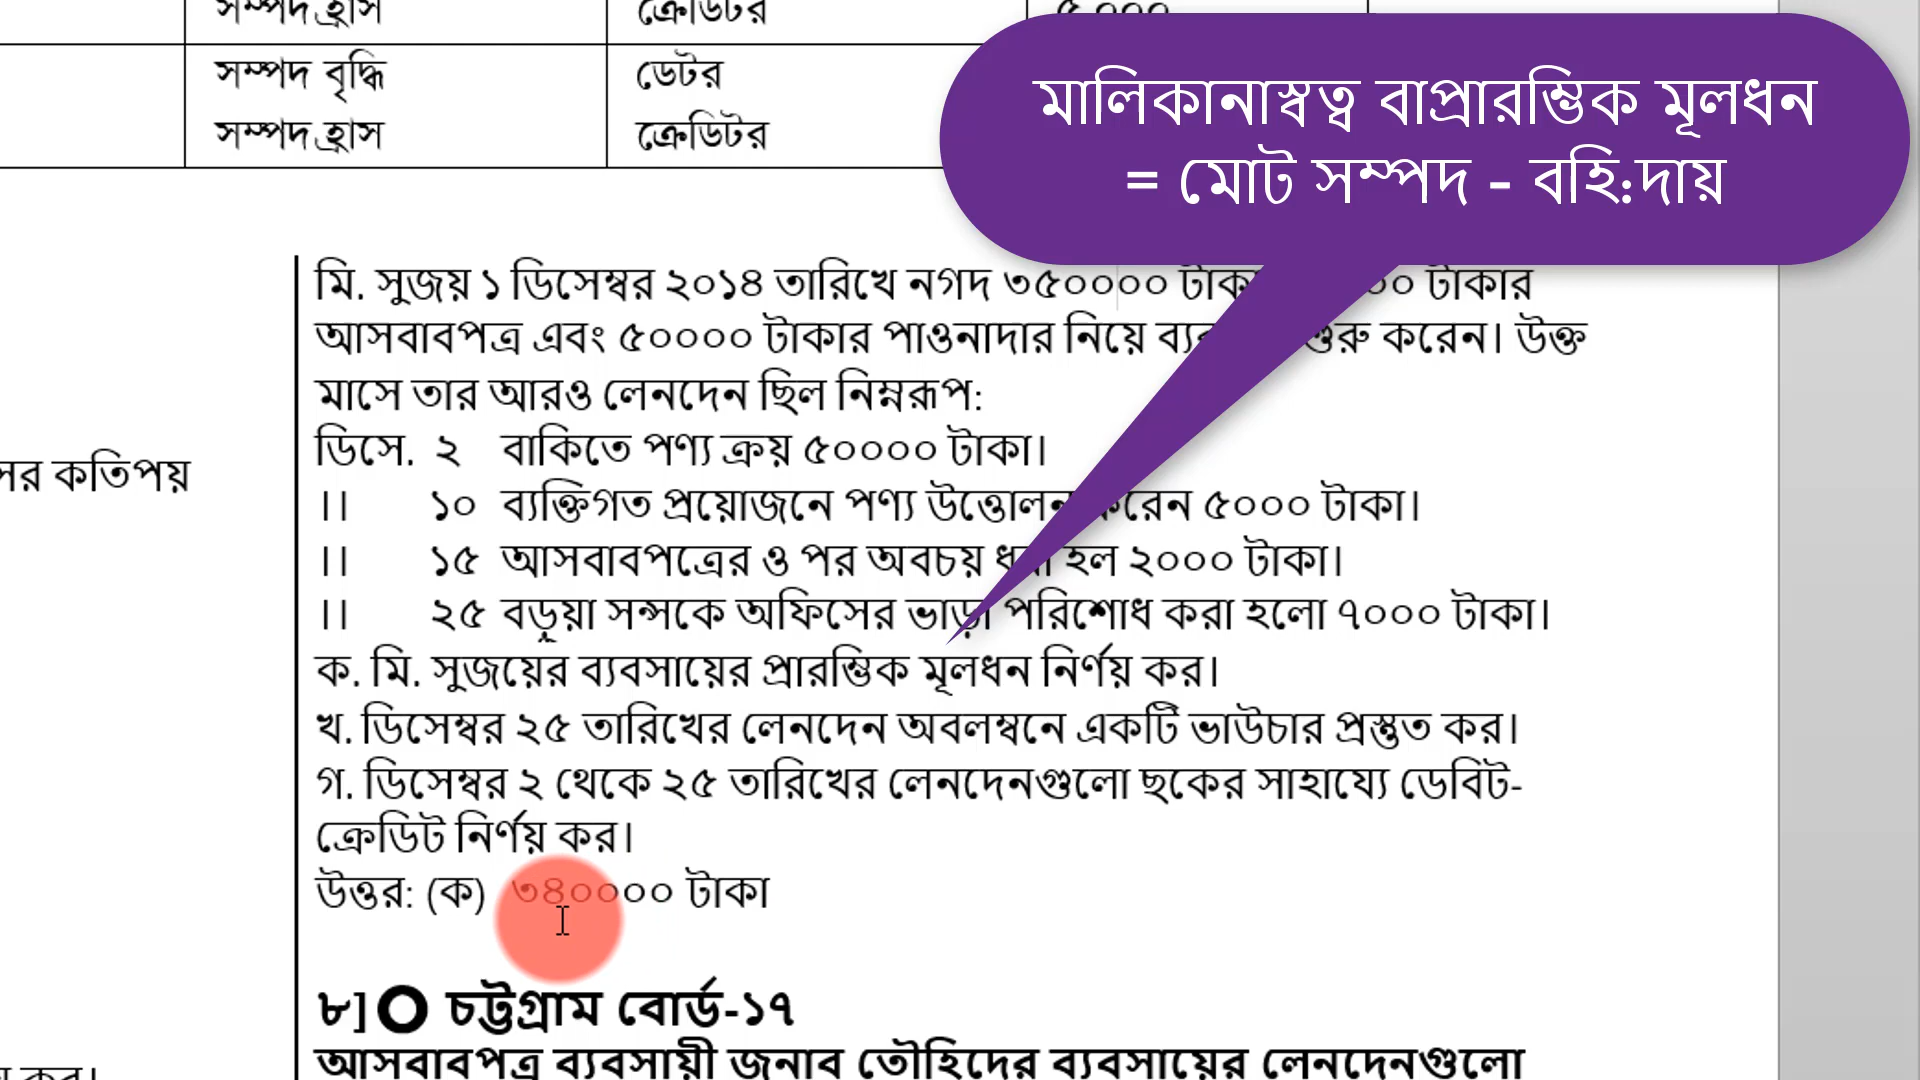 সম্পদ হ্রাস ক্রেডিটর ৫,০০০
সম্পদ বৃদ্ধি ডেটর
সম্পদ হ্রাস ক্রেডিটর
মালিকানাস্বত্ব বাপ্রারম্ভিক মূলধন
= মোট সম্পদ - বহি:দায়
মি. সুজয় ১ ডিসেম্বর ২০১৪ তারিখে নগদ ৩৫০০০০ টাকার
আসবাবপত্র এবং ৫০০০০ টাকার পাওনাদার নিয়ে শুরু করেন। উক্ত
মাসে তার আরও লেনদেন ছিল নিম্নরূপ:
ডিসে. ২ বাকিতে পণ্য ক্রয় ৫০০০০ টাকা।
।। ১০ ব্যক্তিগত প্রয়োজনে পণ্য উত্তোলন করেন ৫০০০ টাকা।
।। ১৫ আসবাবপত্রের ও পর অবচয় হল ২০০০ টাকা।
।। ২৫ বড়ুয়া সন্সকে অফিসের ভাড়া পরিশোধ করা হলো ৭০০০ টাকা।
সের কতিপয়
ক. মি. সুজয়ের ব্যবসায়ের প্রারম্ভিক মূলধন নির্ণয় কর।
খ. ডিসেম্বর ২৫ তারিখের লেনদেন অবলম্বনে একটি ভাউচার প্রস্তুত কর।
গ. ডিসেম্বর ২ থেকে ২৫ তারিখের লেনদেনগুলো ছকের সাহায্যে ডেবিট-
ক্রেডিট নির্ণয় কর।
উত্তর: (ক) ৩৪০০০০ টাকা
৮] চট্টগ্রাম বোর্ড-১৭
আসবাবপত্র ব্যবসায়ী জনাব তৌহিদের ব্যবসায়ের লেনদেনগুলো
কর।